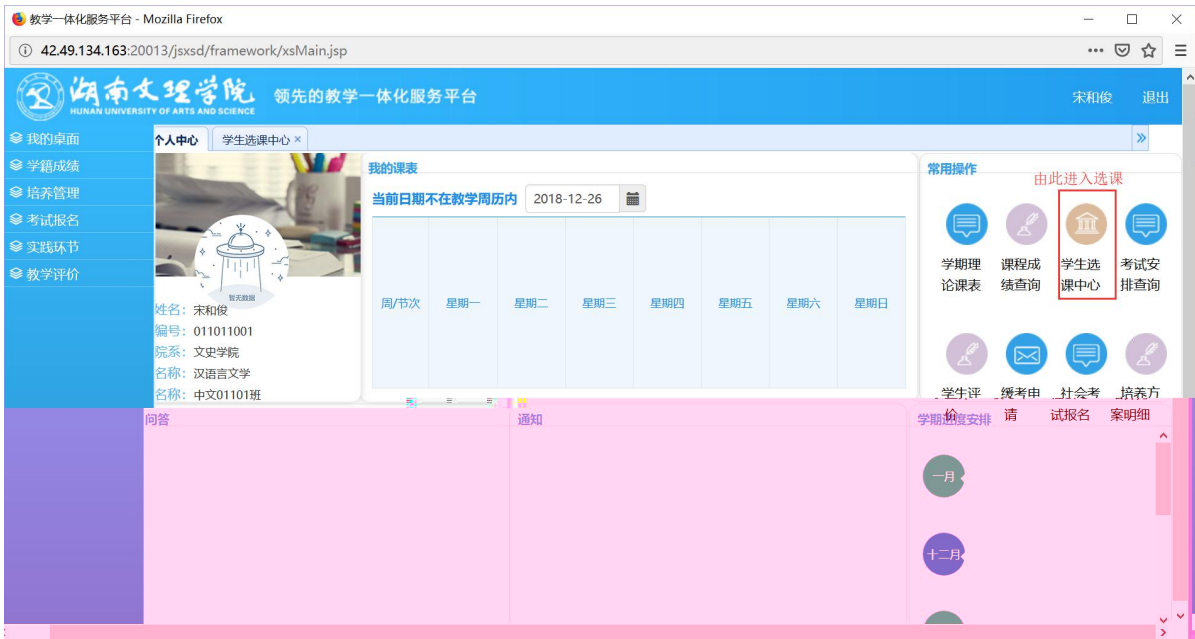 教学一体化服务平台 - Mozilla Firefox
42.49.134.163:20013/jsxsd/framework/xsMain.jsp
湖南文理学院
HUNAN UNIVERSITY OF ARTS AND SCIENCE
领先的教学一体化服务平台
宋和俊 退出
我的桌面
学籍成绩
培养管理
考试报名
实践环节
教学评价
个人中心 学生选课中心 ×
暂无数据
姓名：宋和俊
编号：011011001
院系：文史学院
名称：汉语言文学
名称：中文01101班
我的课表
当前日期不在教学周历内 2018-12-26
周/节次 星期一 星期二 星期三 星期四 星期五 星期六 星期日
常用操作
由此进入选课
学期理论课表
课程成绩查询
学生选课中心
考试安排查询
学生评价
缓考申请
社会考试报名
培养方案明细
问答
通知
学期进度安排
一月
十二月